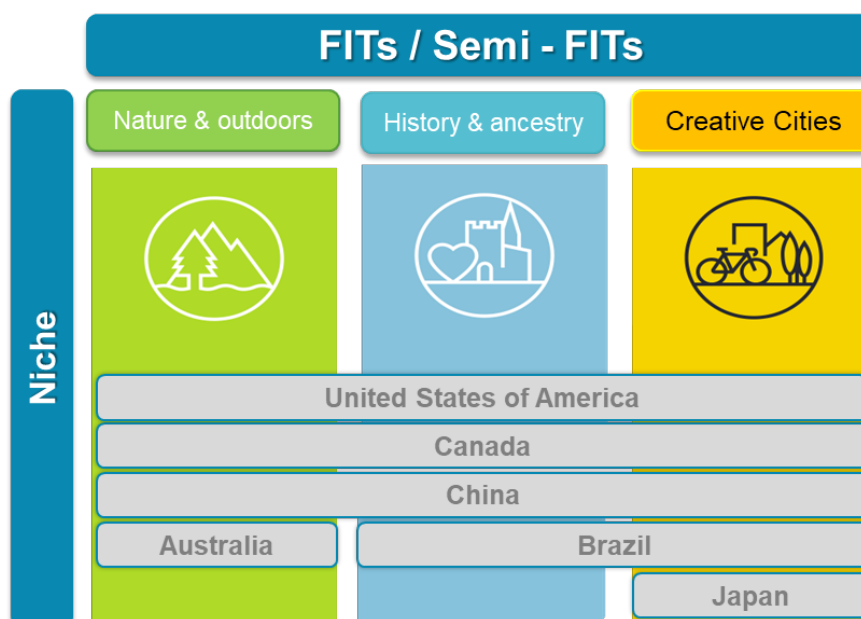 FITs / Semi - FITs
Nature & outdoors
History & ancestry
Creative Cities
Niche
United States of America
Canada
China
Australia
Brazil
Japan